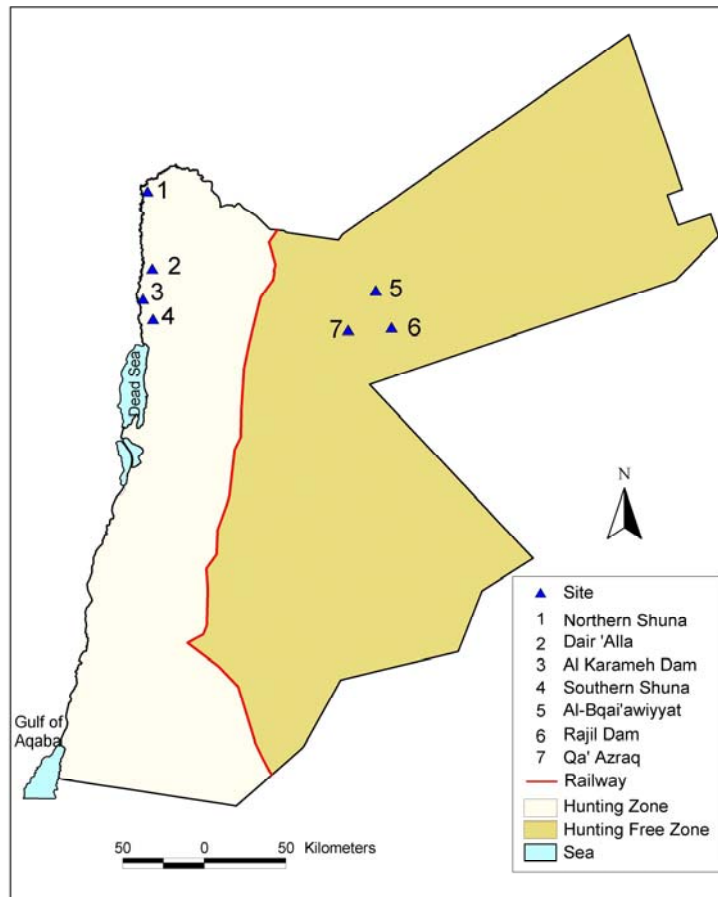 1
2
3
4
5
7 6
Dead Sea
N
Gulf of
Aqaba
50 0 50 Kilometers
Site
1 Northern Shuna
2 Dair 'Alla
3 Al Karameh Dam
4 Southern Shuna
5 Al-Bqai'awiyyat
6 Rajil Dam
7 Qa' Azraq
Railway
Hunting Zone
Hunting Free Zone
Sea